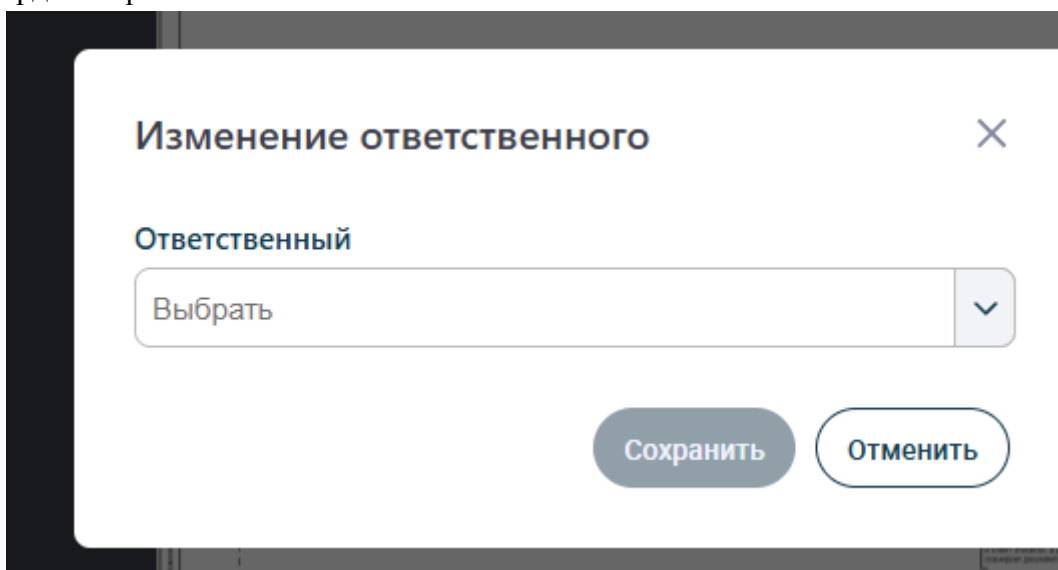 Изменение ответственного
Ответственный
Выбрать
Сохранить
Отменить